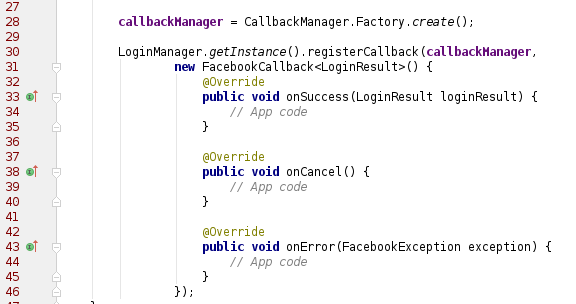 27
28 callbackManager = CallbackManager.Factory.create();
29
30 LoginManager.getInstance().registerCallback(callbackManager,
31 new FacebookCallback<LoginResult>() {
32 @Override
33 public void onSuccess(LoginResult loginResult) {
34 // App code
35 }
36
37 @Override
38 public void onCancel() {
39 // App code
40 }
41
42 @Override
43 public void onError(FacebookException exception) {
44 // App code
45 }
46 });
47 }